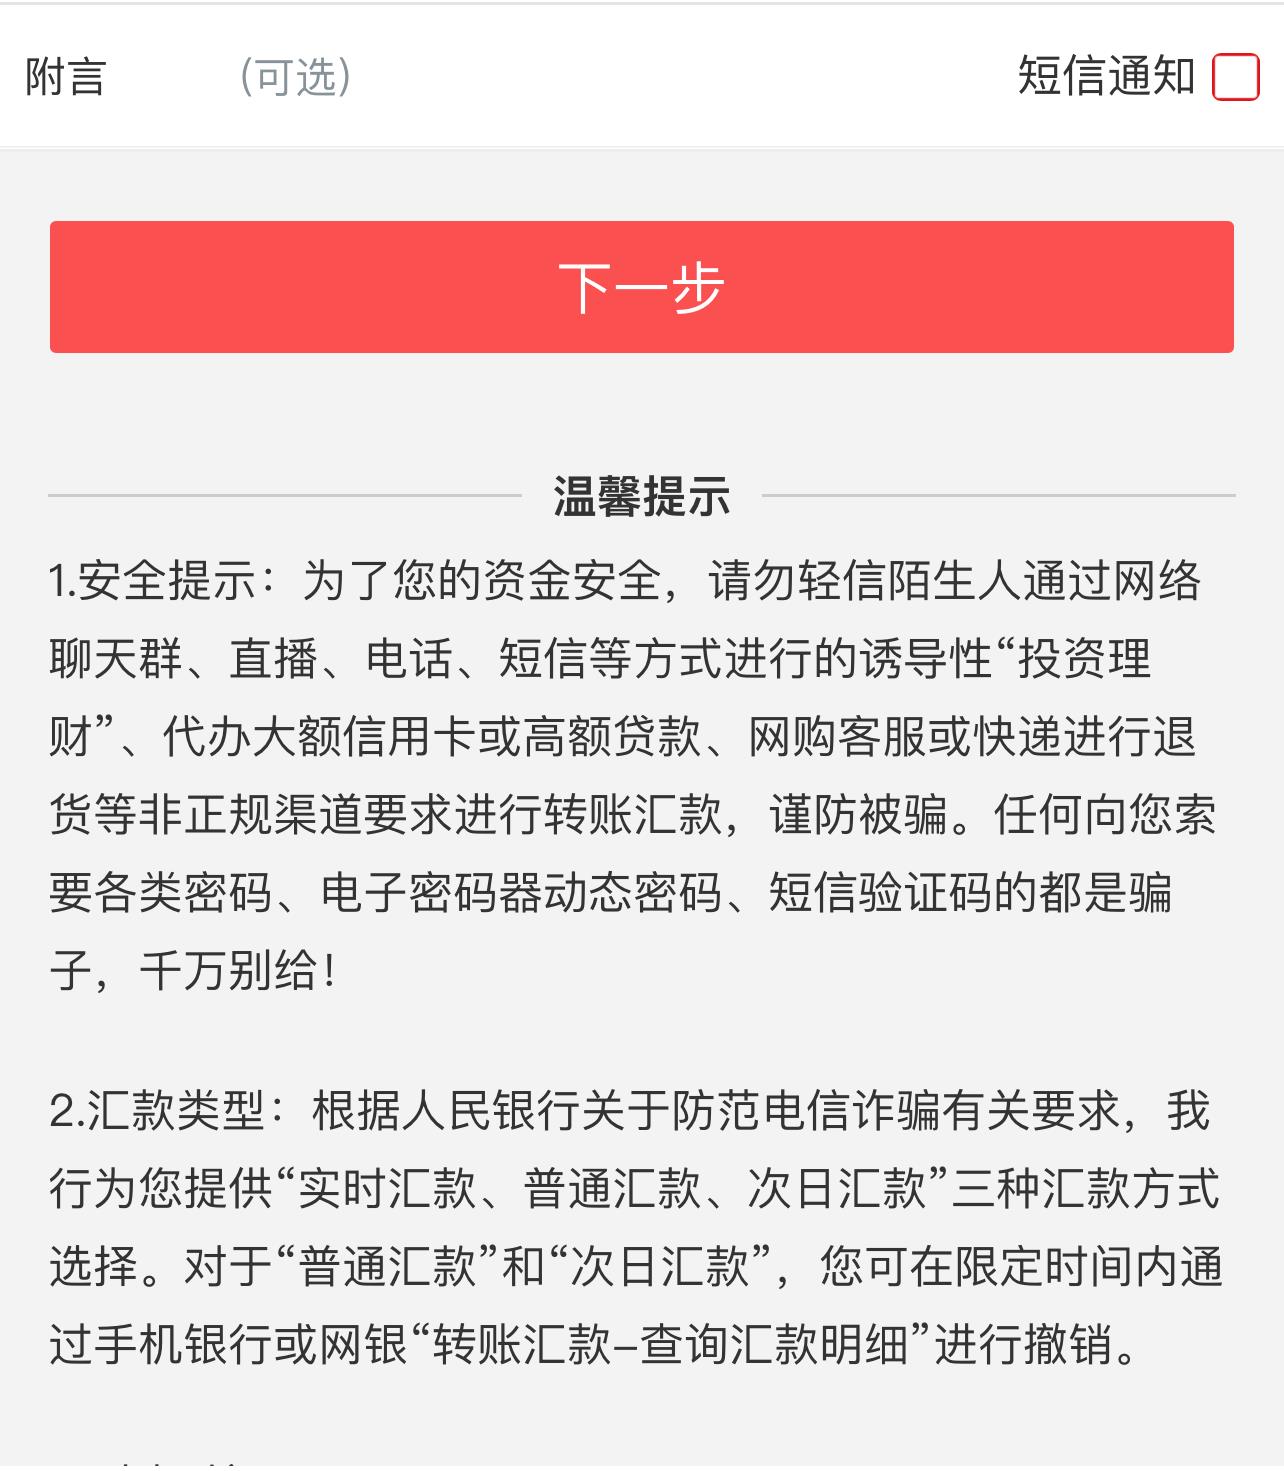 附言 (可选) 短信通知
下一步
温馨提示
1.安全提示：为了您的资金安全，请勿轻信陌生人通过网络
聊天群、直播、电话、短信等方式进行的诱导性“投资理
财”、代办大额信用卡或高额贷款、网购客服或快递进行退
货等非正规渠道要求进行转账汇款，谨防被骗。任何向您索
要各类密码、电子密码器动态密码、短信验证码的都是骗
子，千万别给！
2.汇款类型：根据人民银行关于防范电信诈骗有关要求，我
行为您提供“实时汇款、普通汇款、次日汇款”三种汇款方式
选择。对于“普通汇款”和“次日汇款”，您可在限定时间内通
过手机银行或网银“转账汇款–查询汇款明细”进行撤销。